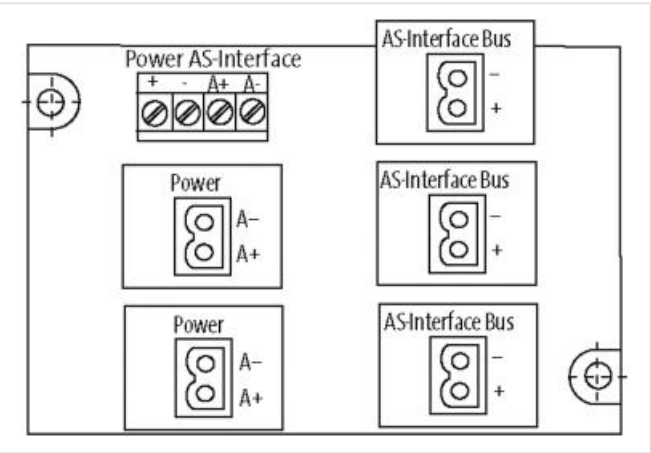 Power AS-Interface
+ - A+ A-
AS-Interface Bus
-
+
Power
A-
A+
AS-Interface Bus
-
+
Power
A-
A+
AS-Interface Bus
-
+